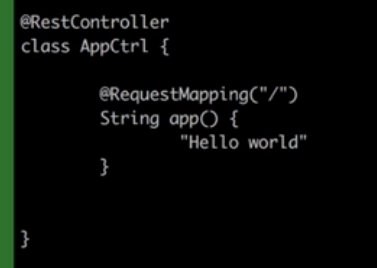 @RestController
class AppCtrl {
@RequestMapping("/")
String app() {
"Hello world"
}
}